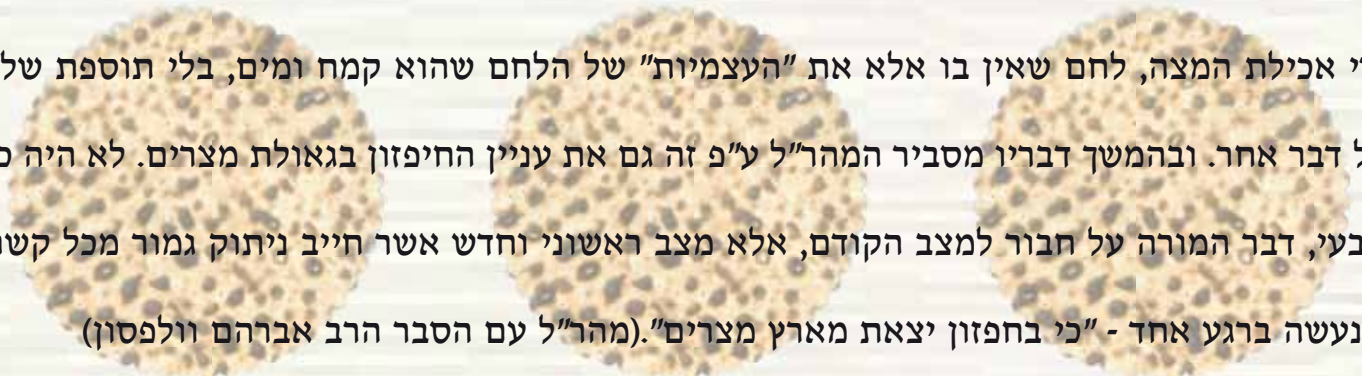 אכילת המצה, לחם שאין בו אלא את "העצמיות" של הלחם שהוא קמח ומים, בלי תוספת של
דבר אחר. ובהמשך דבריו מסביר המהר"ל ע"פ זה גם את עניין החיפזון בגאולת מצרים. לא היה
דבר המורה על חבור למצב הקודם, אלא מצב ראשוני וחדש אשר חייב ניתוק גמור מכל
נעשה ברגע אחד - "כי בחפזון יצאת מארץ מצרים".(מהר"ל עם הסבר הרב אברהם וולפסון)